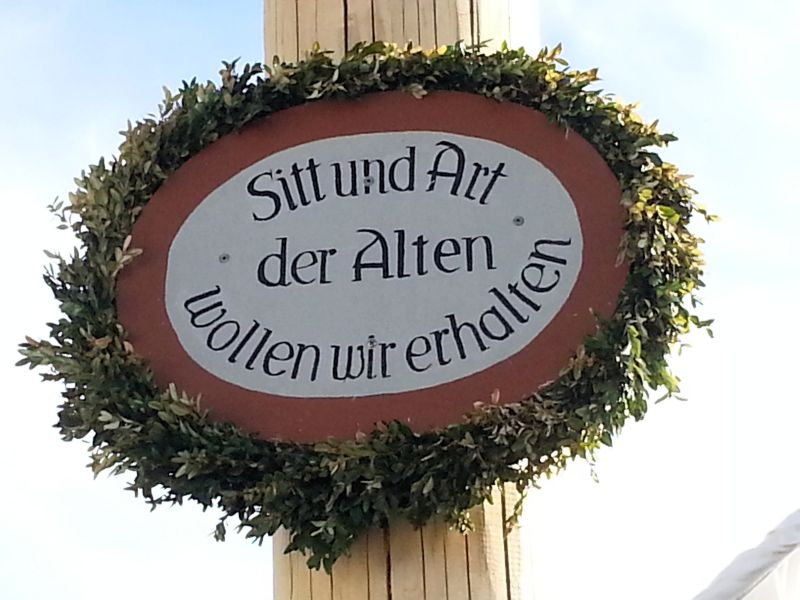 Sitt und Art
der Alten
wollen wir erhalten